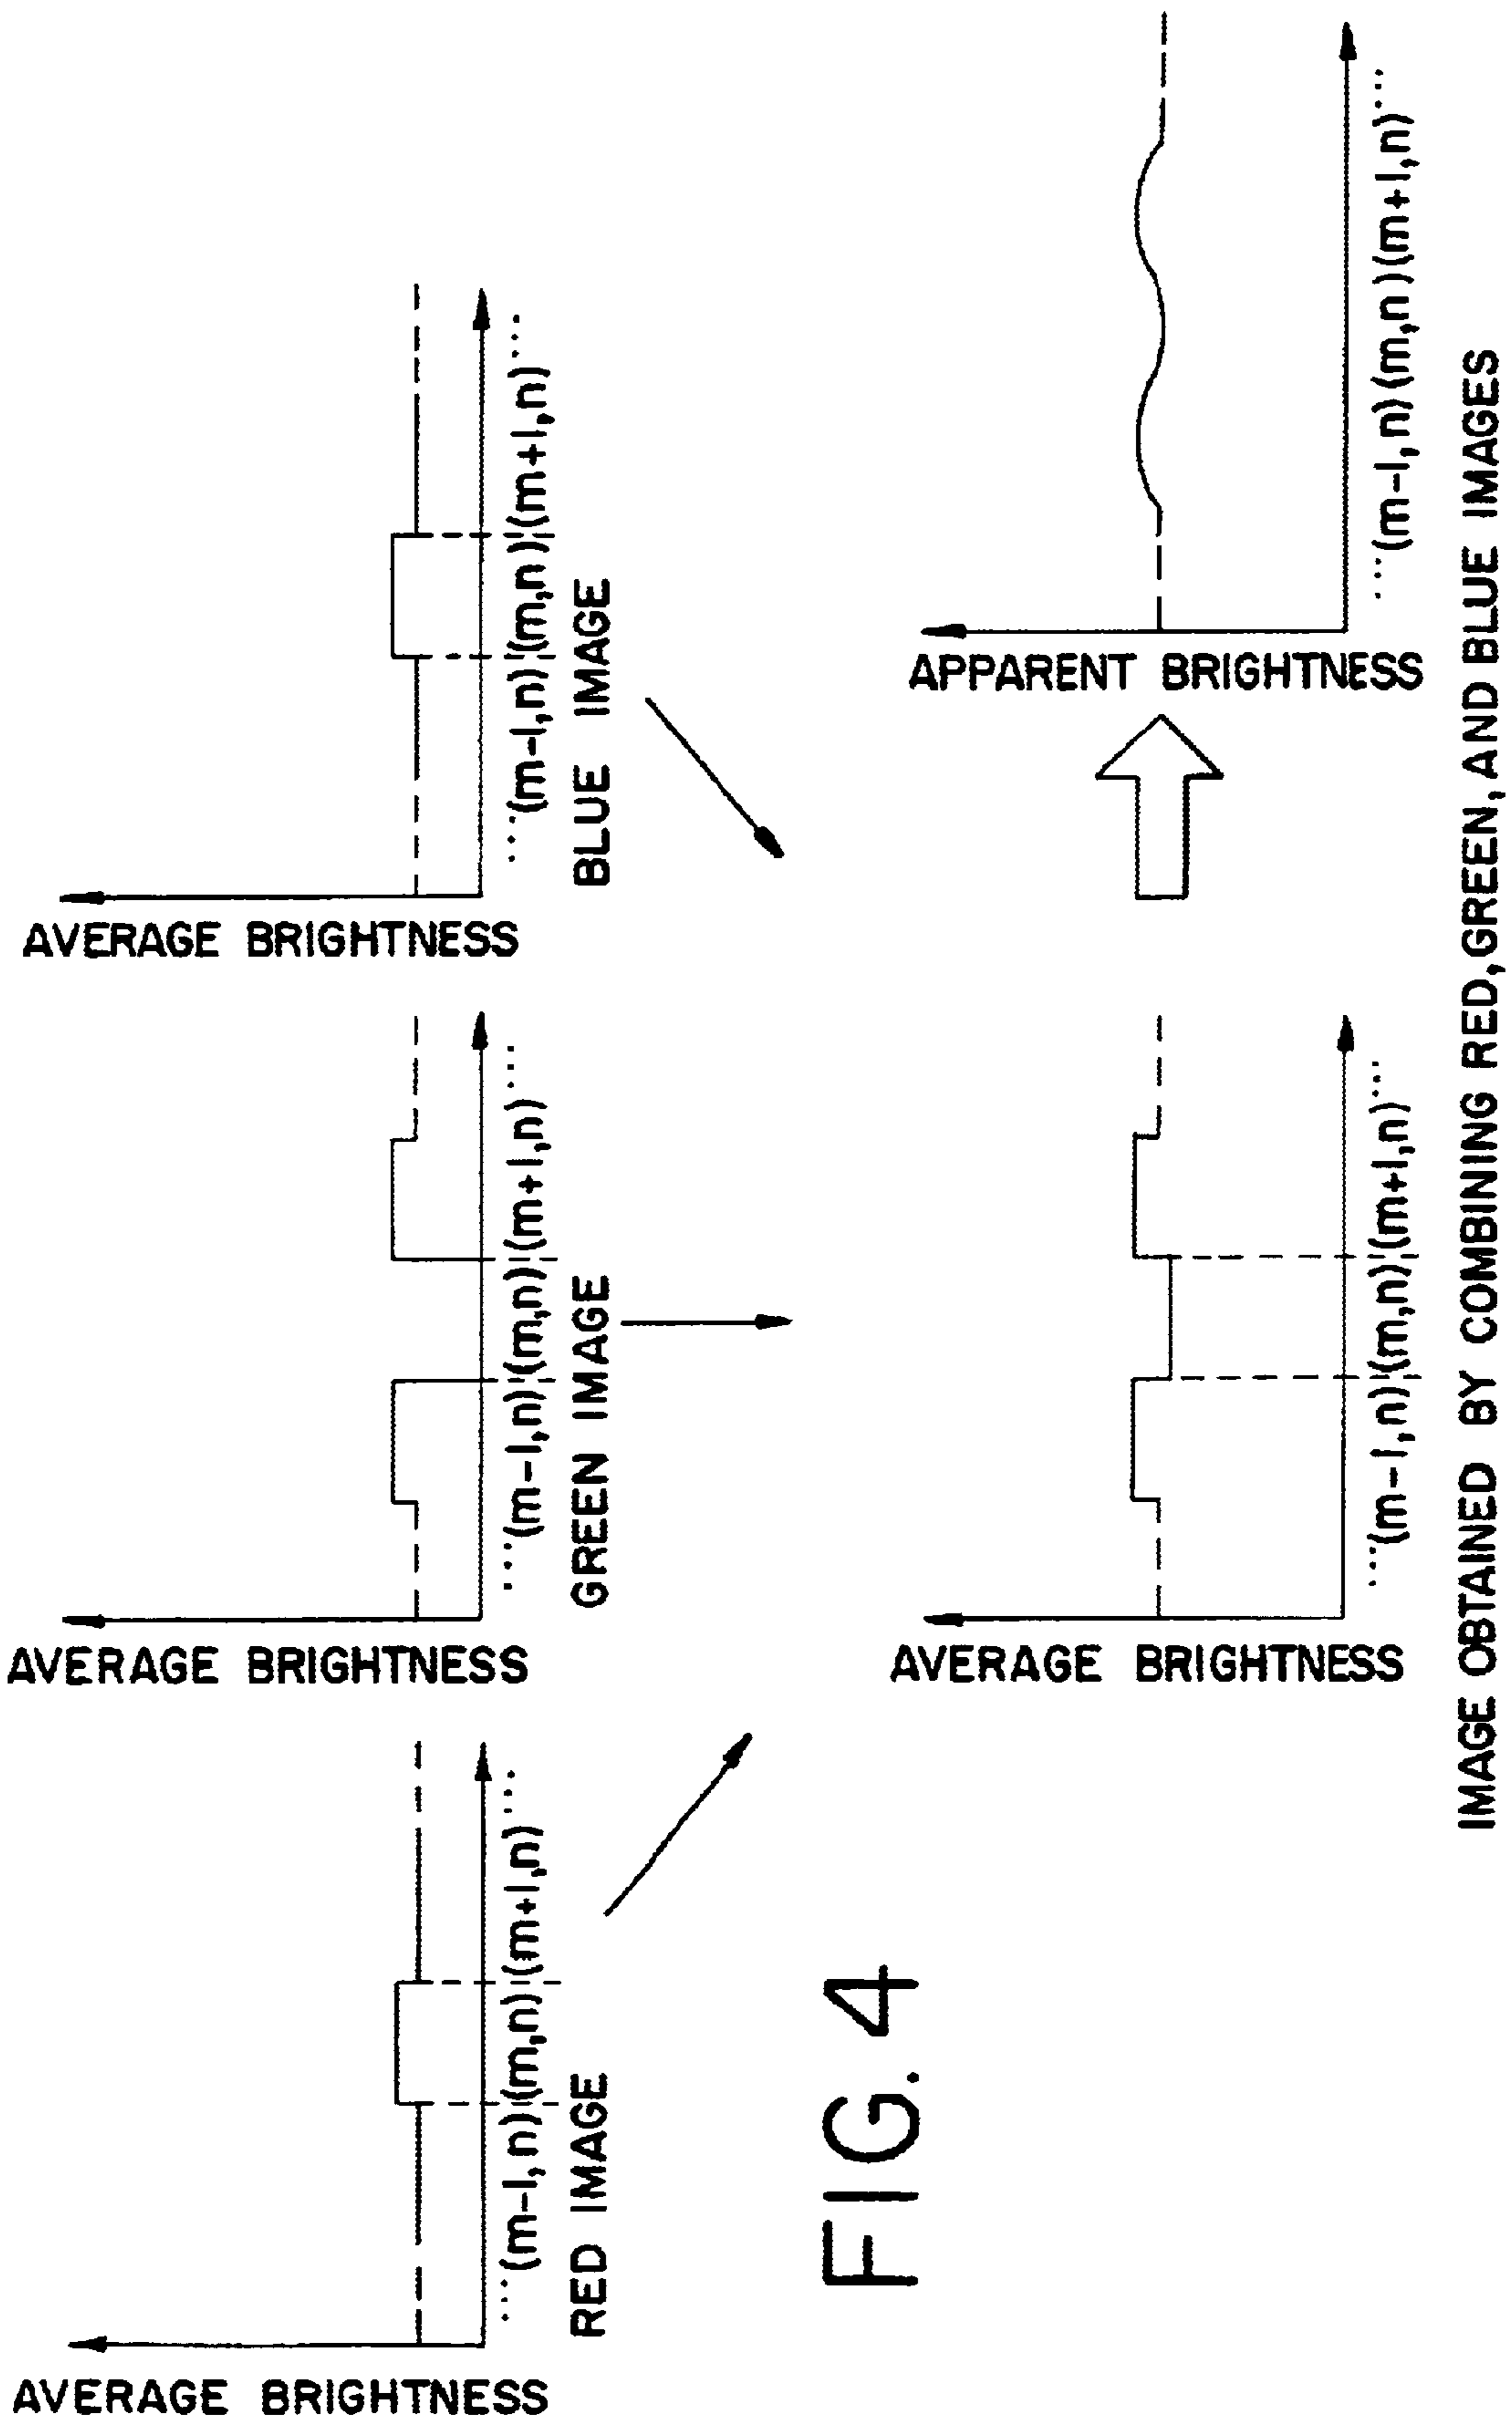 AVERAGE BRIGHTNESS
....(m-1,n)(m,n)(m+1,n)....
RED IMAGE
AVERAGE BRIGHTNESS
....(m-1,n)(m,n)(m+1,n)....
GREEN IMAGE
AVERAGE BRIGHTNESS
....(m-1,n)(m,n)(m+1,n)....
BLUE IMAGE
FIG. 4
AVERAGE BRIGHTNESS
....(m-1,n)(m,n)(m+1,n)....
APPARENT BRIGHTNESS
....(m-1,n)(m,n)(m+1,n)....
IMAGE OBTAINED BY COMBINING RED, GREEN, AND BLUE IMAGES